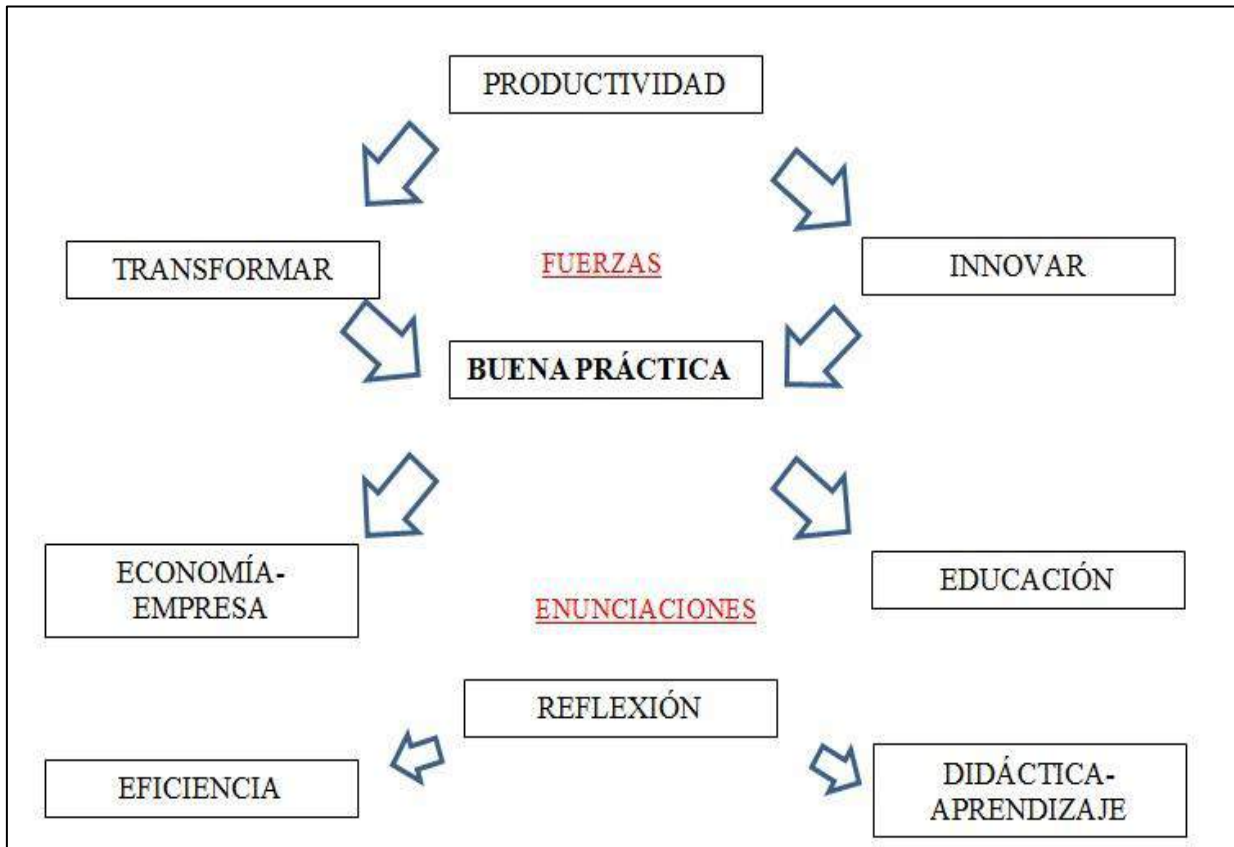 PRODUCTIVIDAD
TRANSFORMAR
FUERZAS
INNOVAR
BUENA PRÁCTICA
ECONOMÍA-
EMPRESA
EDUCACIÓN
ENUNCIACIONES
REFLEXIÓN
EFICIENCIA
DIDÁCTICA-
APRENDIZAJE